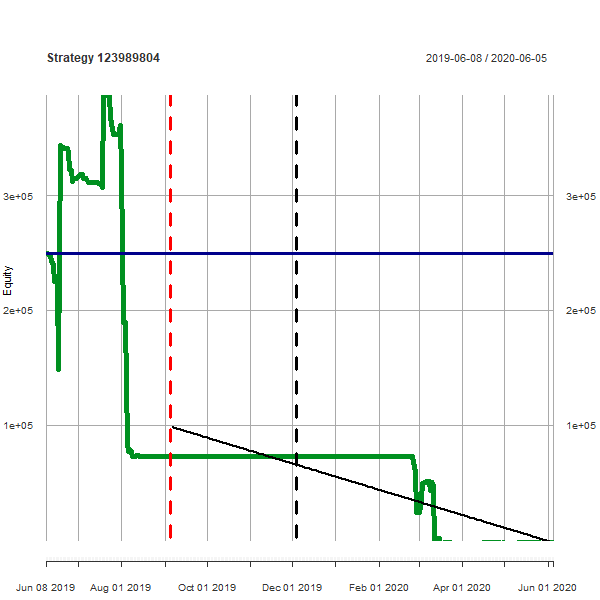 Strategy 123989804
2019-06-08 / 2020-06-05
3e+05
3e+05
Equity
2e+05
2e+05
1e+05
1e+05
Jun 08 2019
Aug 01 2019
Oct 01 2019
Dec 01 2019
Feb 01 2020
Apr 01 2020
Jun 01 2020